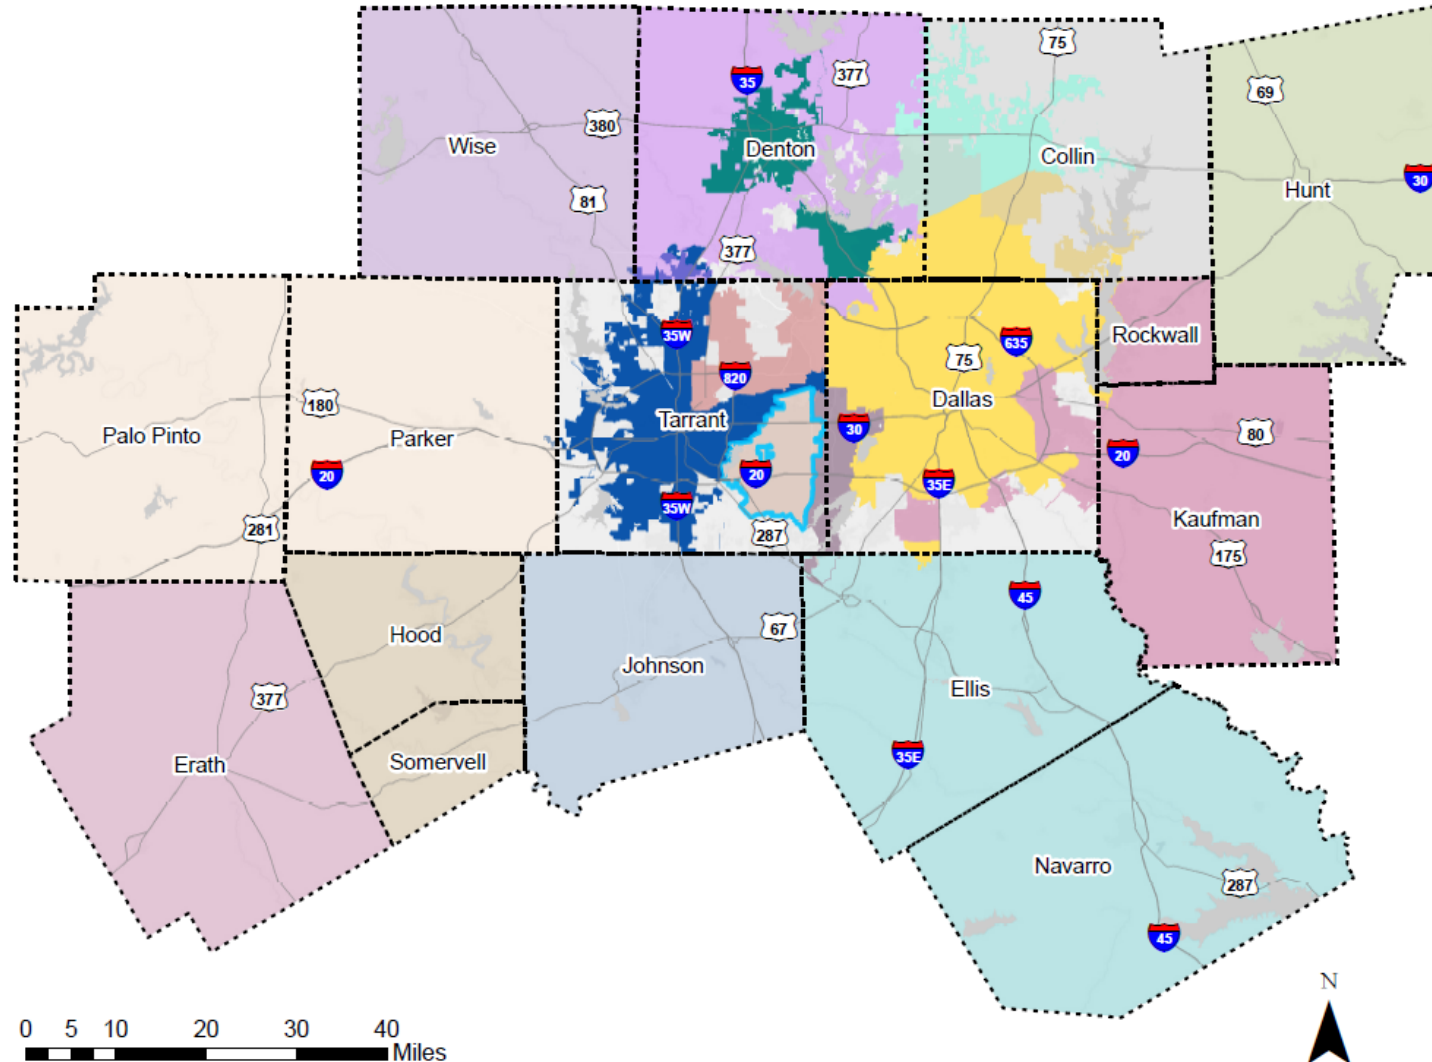 75
35
377
69
380
Wise
Denton
Collin
30
Hunt
81
377
35W
635
Rockwall
75
820
180
Dallas
Tarrant
Palo Pinto
Parker
30
80
20
20
20
35E
35W
Kaufman
281
287
175
45
Hood
67
Johnson
377
Ellis
35E
Erath
Somervell
Navarro
287
45
N
0 5 10 20 30 40
Miles